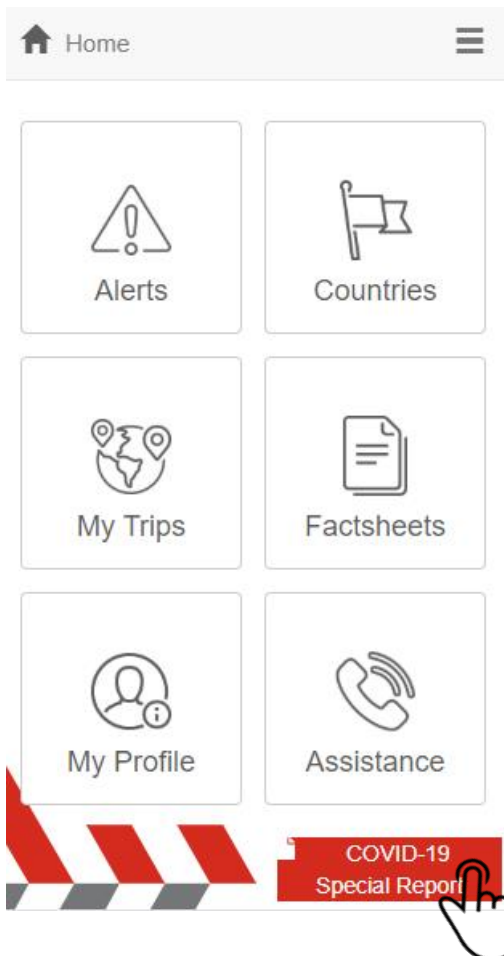 Home
Alerts
Countries
My Trips
Factsheets
My Profile
Assistance
COVID-19
Special Report